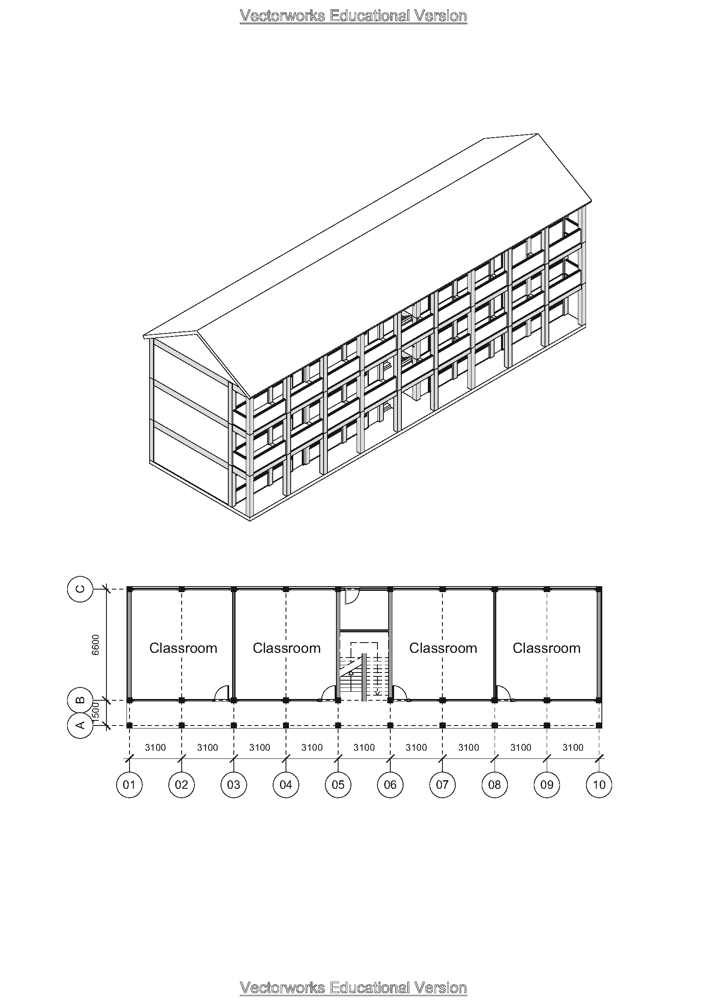 Vectorworks Educational Version
C
6600
Classroom Classroom Classroom Classroom
B
1500
A
3100 3100 3100 3100 3100 3100 3100 3100 3100
01 02 03 04 05 06 07 08 09 10
Vectorworks Educational Version